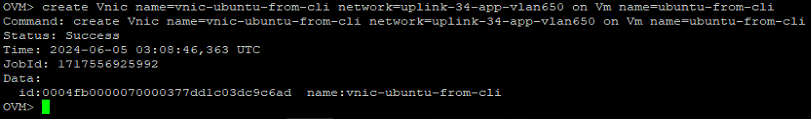 OVM> create Vnic name=vnic-ubuntu-from-cli network=uplink-34-app-vlan650 on Vm name=ubuntu-from-cli
Command: create Vnic name=vnic-ubuntu-from-cli network=uplink-34-app-vlan650 on Vm name=ubuntu-from-cli
Status: Success
Time: 2024-06-05 03:08:46,363 UTC
JobId: 1717556925992
Data:
  id:0004fb0000070000377dd1c03dc9c6ad  name:vnic-ubuntu-from-cli
OVM>